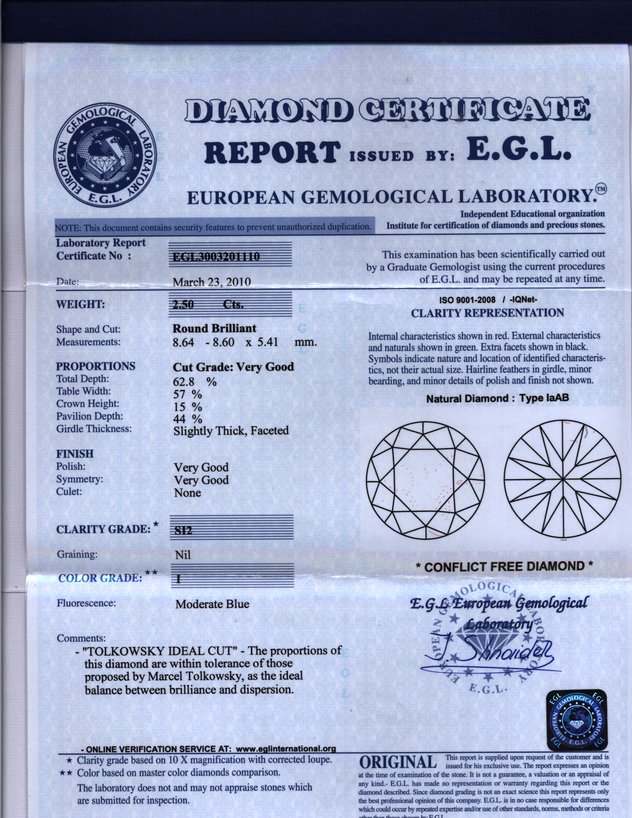 DIAMOND CERTIFICATE
REPORT ISSUED BY: E.G.L.
EUROPEAN GEMOLOGICAL LABORATORY.™
Independent Educational organization
Institute for certification of diamonds and precious stones.
EUROPEAN GEMOLOGICAL LABORATORY
E.G.L.
NOTE: This document contains security features to prevent unauthorized duplication.
Laboratory Report
Certificate No : EGL3003201110
Date: March 23, 2010
WEIGHT: 2.50 Cts.
Shape and Cut: Round Brilliant
Measurements: 8.64 - 8.60 x 5.41 mm.
PROPORTIONS Cut Grade: Very Good
Total Depth: 62.8 %
Table Width: 57 %
Crown Height: 15 %
Pavilion Depth: 44 %
Girdle Thickness: Slightly Thick, Faceted
FINISH
Polish: Very Good
Symmetry: Very Good
Culet: None
CLARITY GRADE: * SI2
Graining: Nil
COLOR GRADE: ** I
Fluorescence: Moderate Blue
Comments:
- "TOLKOWSKY IDEAL CUT" - The proportions of
this diamond are within tolerance of those
proposed by Marcel Tolkowsky, as the ideal
balance between brilliance and dispersion.
- ONLINE VERIFICATION SERVICE AT: www.eglinternational.org
* Clarity grade based on 10 X magnification with corrected loupe.
** Color based on master color diamonds comparison.
The laboratory does not and may not appraise stones which
are submitted for inspection.
This examination has been scientifically carried out
by a Graduate Gemologist using the current procedures
of E.G.L. and may be repeated at any time.
ISO 9001-2008 / -IQNet-
CLARITY REPRESENTATION
Internal characteristics shown in red. External characteristics
and naturals shown in green. Extra facets shown in black.
Symbols indicate nature and location of identified characteris-
tics, not their actual size. Hairline feathers in girdle, minor
bearding, and minor details of polish and finish not shown.
Natural Diamond : Type IaAB
* CONFLICT FREE DIAMOND *
E.G.L European Gemological
Laboratory
E.G.L.
EGL EGL
E.G.L.
EGL EGL
ORIGINAL This report is supplied upon request of the customer and is
issued for his exclusive use. The report expresses an opinion
at the time of examination of the stone. It is not a guarantee, a valuation or an appraisal of
any kind.- E.G.L. has made no representation or warranty regarding this report or the
diamond described. Since diamond grading is not an exact science this report represents only
the best professional opinion of this company. E.G.L. is in no case responsible for differences
which could occur by repeated expertise and/or use of other standards, norms, methods or criteria